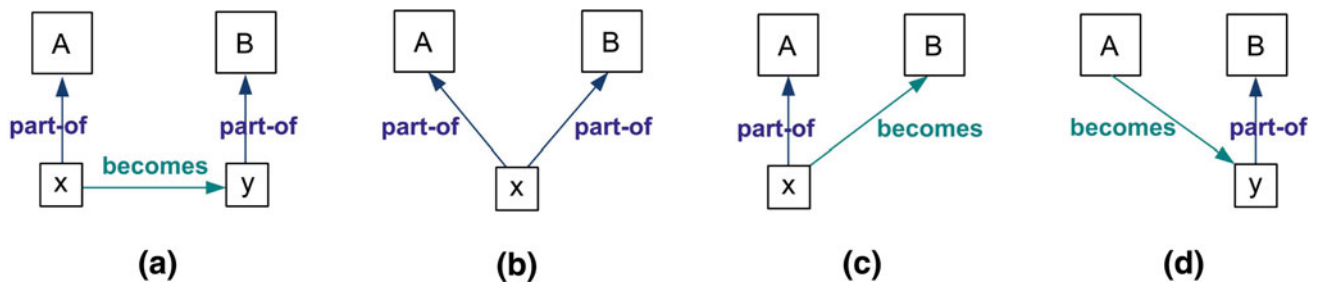 A B A B A B A B
part-of part-of part-of part-of part-of becomes becomes part-of
becomes
x y x x y
(a) (b) (c) (d)